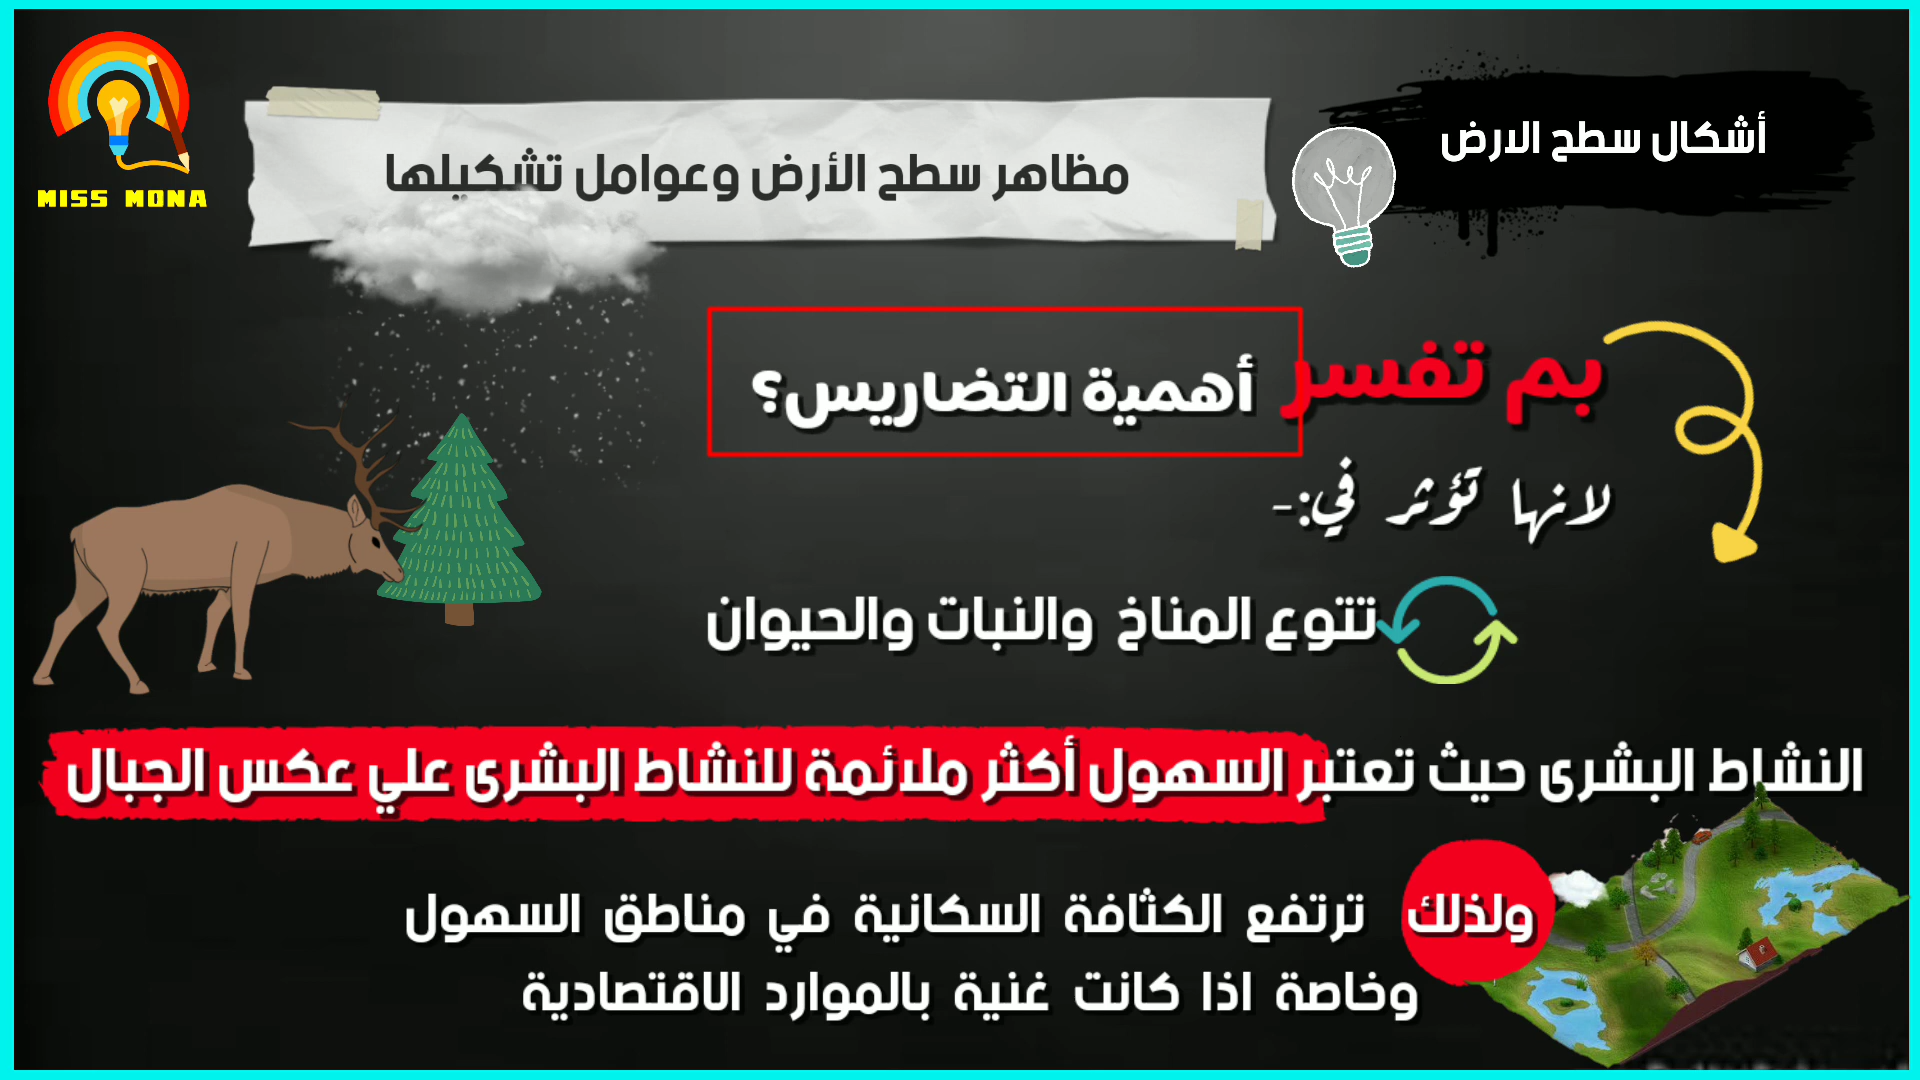 MISS MONA
أشكال سطح الارض
مظاهر سطح الأرض وعوامل تشكيلها
بم تفسر أهمية التضاريس؟
لانها تؤثر في:-
تتوع المناخ والنبات والحيوان
النشاط البشرى حيث تعتبر السهول أكثر ملائمة للنشاط البشرى علي عكس الجبال
ولذلك ترتفع الكثافة السكانية في مناطق السهول
وخاصة اذا كانت غنية بالموارد الاقتصادية